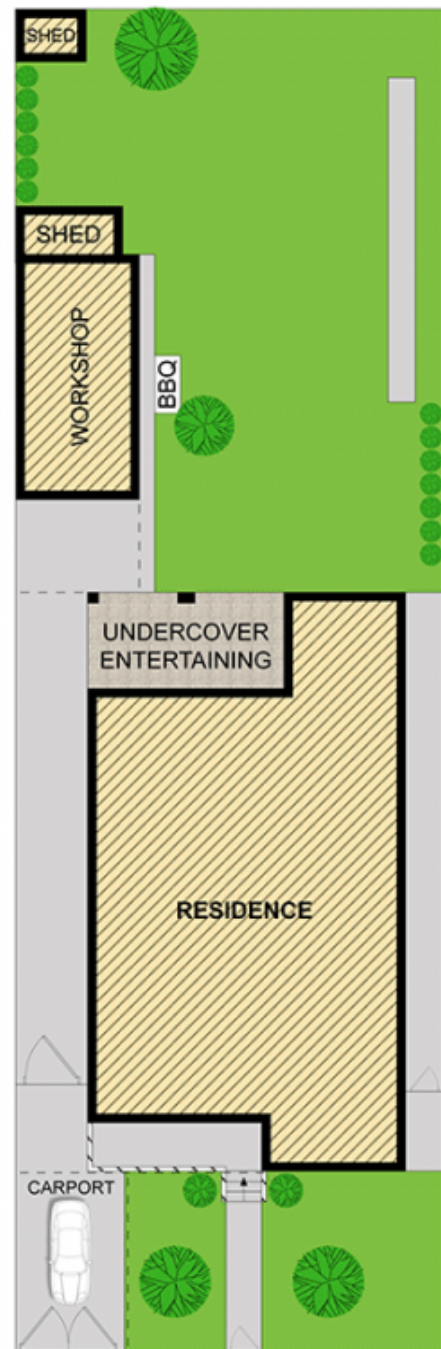 SHED
SHED
WORKSHOP
BBQ
UNDERCOVER
ENTERTAINING
RESIDENCE
CARPORT